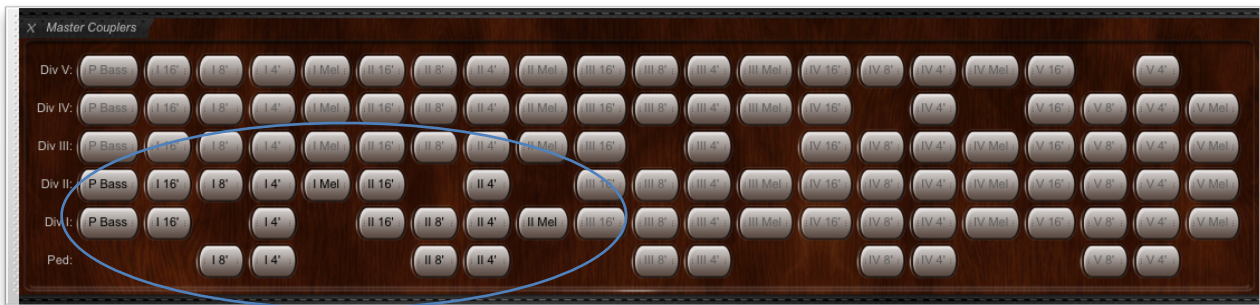 X Master Couplers
Div V: P Bass I 16' I 8' I 4' I Mel II 16' II 8' II 4' II Mel III 16' III 8' III 4' III Mel IV 16' IV 8' IV 4' IV Mel V 16' V 4'
Div IV: P Bass I 16' I 8' I 4' I Mel II 16' II 8' II 4' II Mel III 16' III 8' III 4' III Mel IV 16' IV 4' V 16' V 8' V 4' V Mel
Div III: P Bass I 16' I 8' I 4' I Mel II 16' II 8' II 4' II Mel III 16' III 4' IV 16' IV 8' IV 4' IV Mel V 16' V 8' V 4' V Mel
Div II: P Bass I 16' I 8' I 4' I Mel II 16' II 4' III 16' III 8' III 4' III Mel IV 16' IV 8' IV 4' IV Mel V 16' V 8' V 4' V Mel
Div I: P Bass I 16' I 4' II 16' II 8' II 4' II Mel III 16' III 8' III 4' III Mel IV 16' IV 8' IV 4' IV Mel V 16' V 8' V 4' V Mel
Ped: I 8' I 4' II 8' II 4' III 8' III 4' IV 8' IV 4' V 8' V 4'